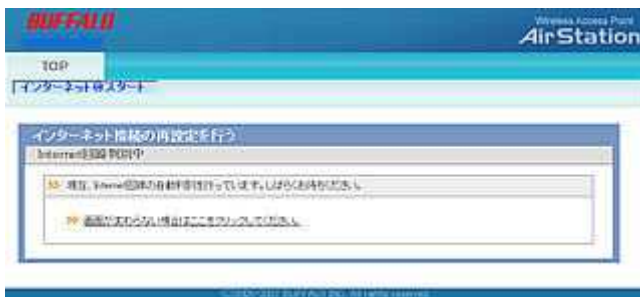 BUFFALO
Wireless Access Point
AirStation
TOP
インターネット@スタート
インターネット接続の再設定を行う
Internet回線判別中
現在、Internet回線の自動判別を行っています。しばらくお待ちください。
画面が変わらない場合はここをクリックしてください。